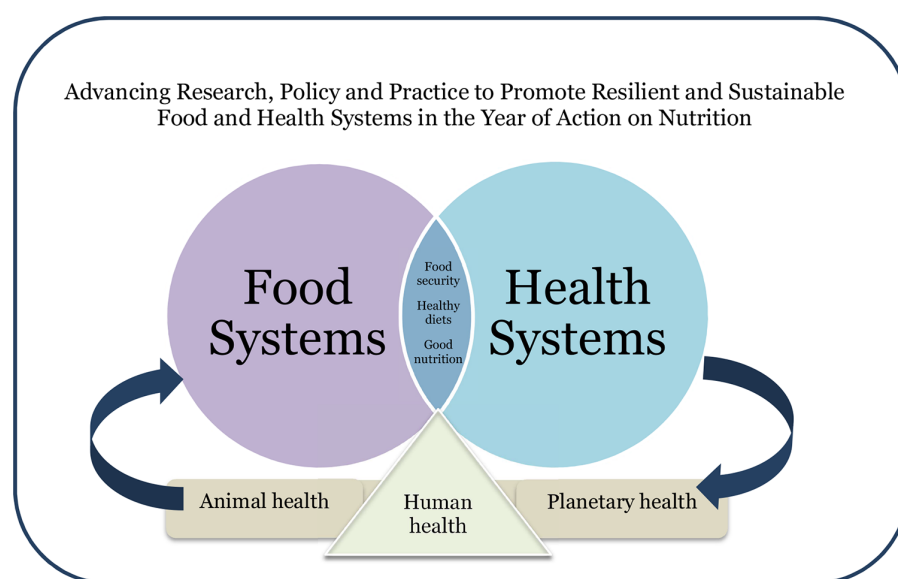 Advancing Research, Policy and Practice to Promote Resilient and Sustainable
Food and Health Systems in the Year of Action on Nutrition
Food
Systems
Food
security
Healthy
diets
Good
nutrition
Health
Systems
Animal health
Human
health
Planetary health